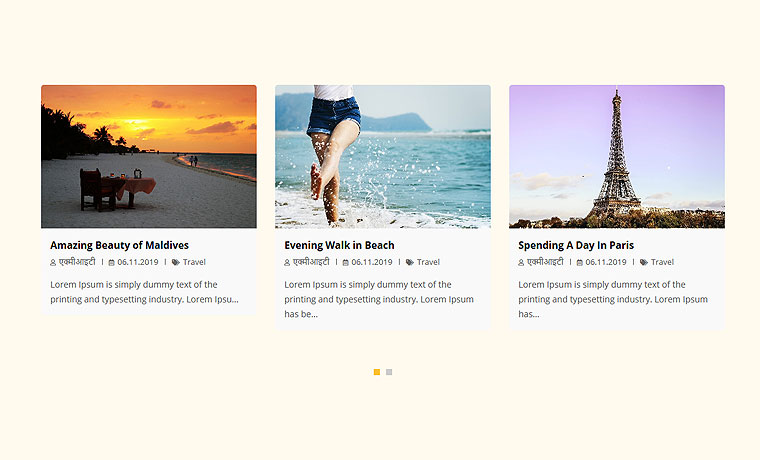 Amazing Beauty of Maldives
एक्मीआइटी | 06.11.2019 | Travel
Lorem Ipsum is simply dummy text of the
printing and typesetting industry. Lorem Ipsu...
Evening Walk in Beach
एक्मीआइटी | 06.11.2019 | Travel
Lorem Ipsum is simply dummy text of the
printing and typesetting industry. Lorem Ipsum
has be...
Spending A Day In Paris
एक्मीआइटी | 06.11.2019 | Travel
Lorem Ipsum is simply dummy text of the
printing and typesetting industry. Lorem Ipsum
has...